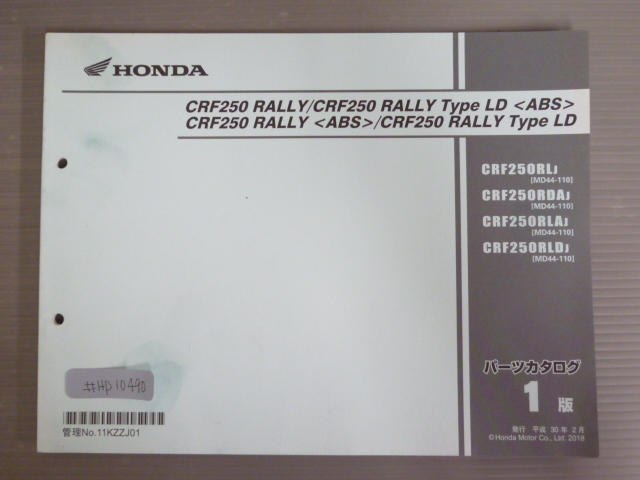 HONDA
CRF250 RALLY/CRF250 RALLY Type LD <ABS>
CRF250 RALLY <ABS>/CRF250 RALLY Type LD
CRF250RLJ
[MD44-110]
CRF250RDAJ
[MD44-110]
CRF250RLAJ
[MD44-110]
CRF250RLDJ
[MD44-110]
パーツカタログ
1 版
発行 平成 30 年 2 月
© Honda Motor Co., Ltd. 2018
#HD10490
管理No.11KZZJ01